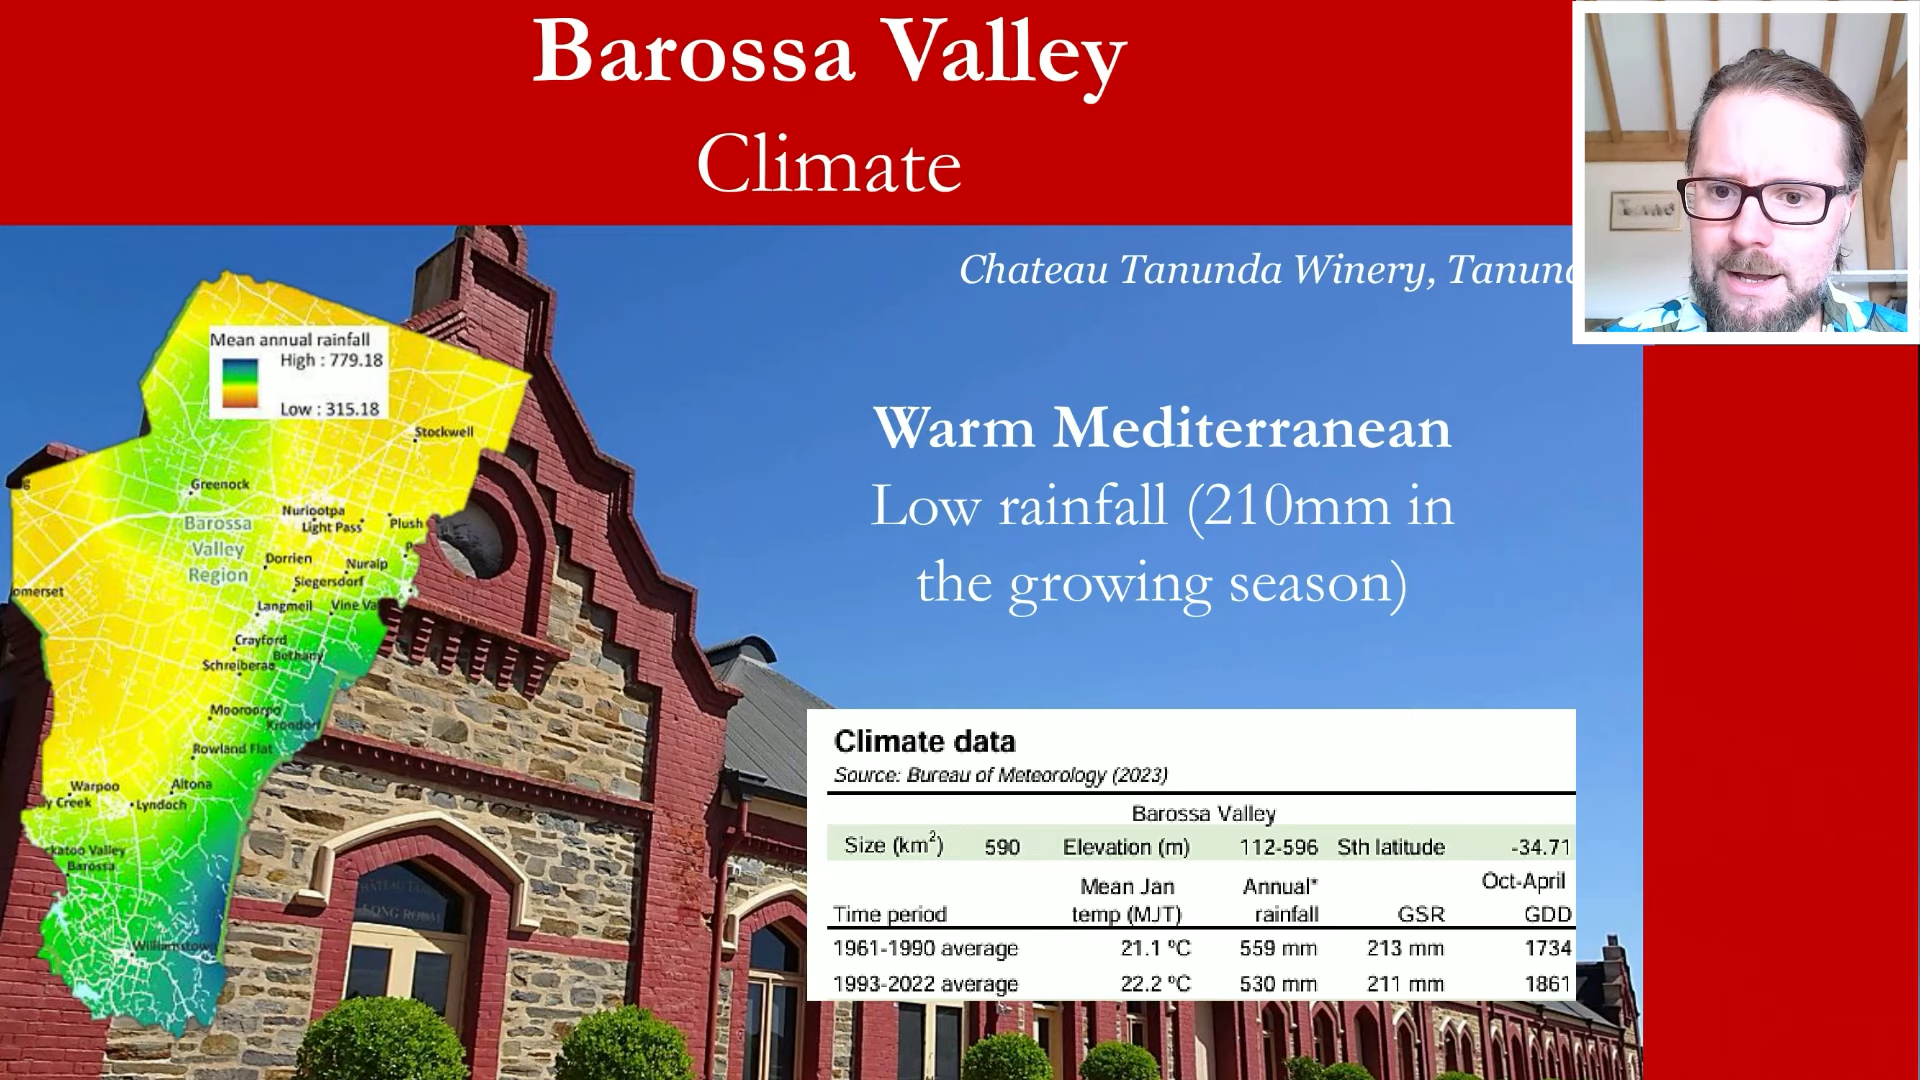 Barossa Valley
Climate
Chateau Tanunda Winery,
Mean annual rainfall
High : 779.18
Low : 315.18
Stockwell
Greenock
Nuriootpa
Light Pass
Plush
Barossa
Valley
Region
Dorrien
Nuraip
Siegersdorf
omerset
Langmeil
Vine Va
Crayford
Bethany
Schreiberau
Mooroorpo
Krondorf
Rowland Flat
Warpoo
Altona
y Creek
Lyndoch
ckatoo Valley
Barossa
Williamstown
Warm Mediterranean
Low rainfall (210mm in
the growing season)
Climate data
Source: Bureau of Meteorology (2023)
Barossa Valley
Size (km²) 590 Elevation (m) 112-596 Sth latitude -34.71
Mean Jan Annual* Oct-April
Time period temp (MJT) rainfall GSR GDD
1961-1990 average 21.1 ºC 559 mm 213 mm 1734
1993-2022 average 22.2 ºC 530 mm 211 mm 1861